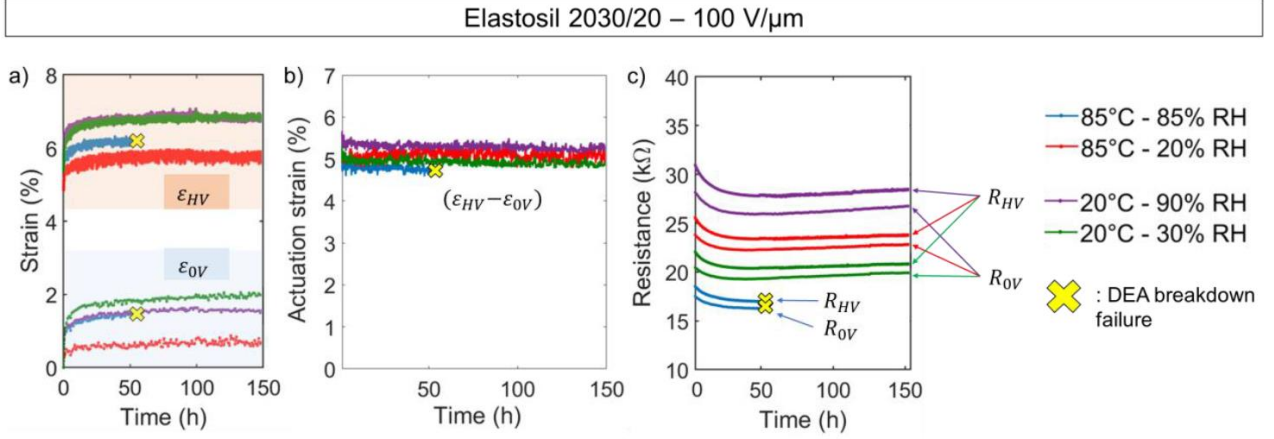 Elastosil 2030/20 – 100 V/µm
a)
8
6
4
2
0
Strain (%)
ε_HV
ε_0V
0
50
100
150
Time (h)
b)
7
6
5
4
3
2
1
0
Actuation strain (%)
(ε_HV−ε_0V)
50
100
150
Time (h)
c)
40
35
30
25
20
15
10
Resistance (kΩ)
R_HV
R_0V
0
50
100
150
Time (h)
R_HV
R_0V
85°C - 85% RH
85°C - 20% RH
20°C - 90% RH
20°C - 30% RH
: DEA breakdown
failure